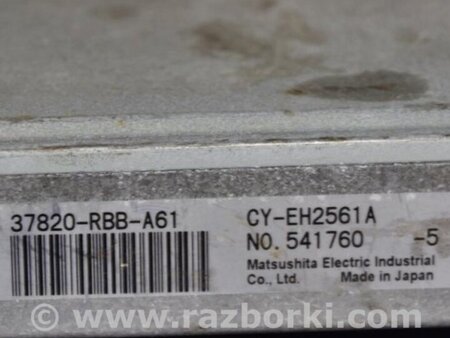 37820-RBB-A61
CY-EH2561A
NO. 541760 -5
Matsushita Electric Industrial
Co., Ltd. Made in Japan
www.razborki.com